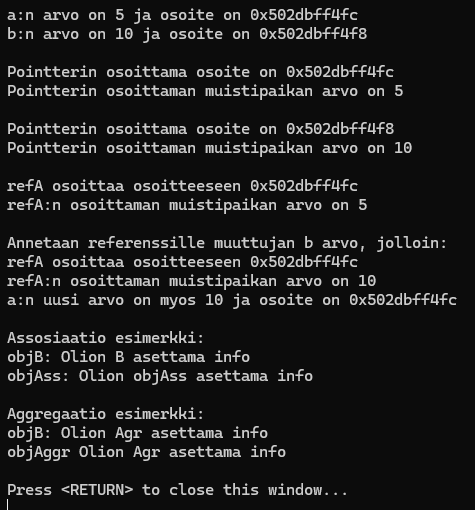 a:n arvo on 5 ja osoite on 0x502dbff4fc
b:n arvo on 10 ja osoite on 0x502dbff4f8
Pointterin osoittama osoite on 0x502dbff4fc
Pointterin osoittaman muistipaikan arvo on 5
Pointterin osoittama osoite on 0x502dbff4f8
Pointterin osoittaman muistipaikan arvo on 10
refA osoittaa osoitteeseen 0x502dbff4fc
refA:n osoittaman muistipaikan arvo on 5
Annetaan referenssille muuttujan b arvo, jolloin:
refA osoittaa osoitteeseen 0x502dbff4fc
refA:n osoittaman muistipaikan arvo on 10
a:n uusi arvo on myos 10 ja osoite on 0x502dbff4fc
Assosiaatio esimerkki:
objB: Olion B asettama info
objAss: Olion objAss asettama info
Aggregaatio esimerkki:
objB: Olion Agr asettama info
objAggr Olion Agr asettama info
Press <RETURN> to close this window...